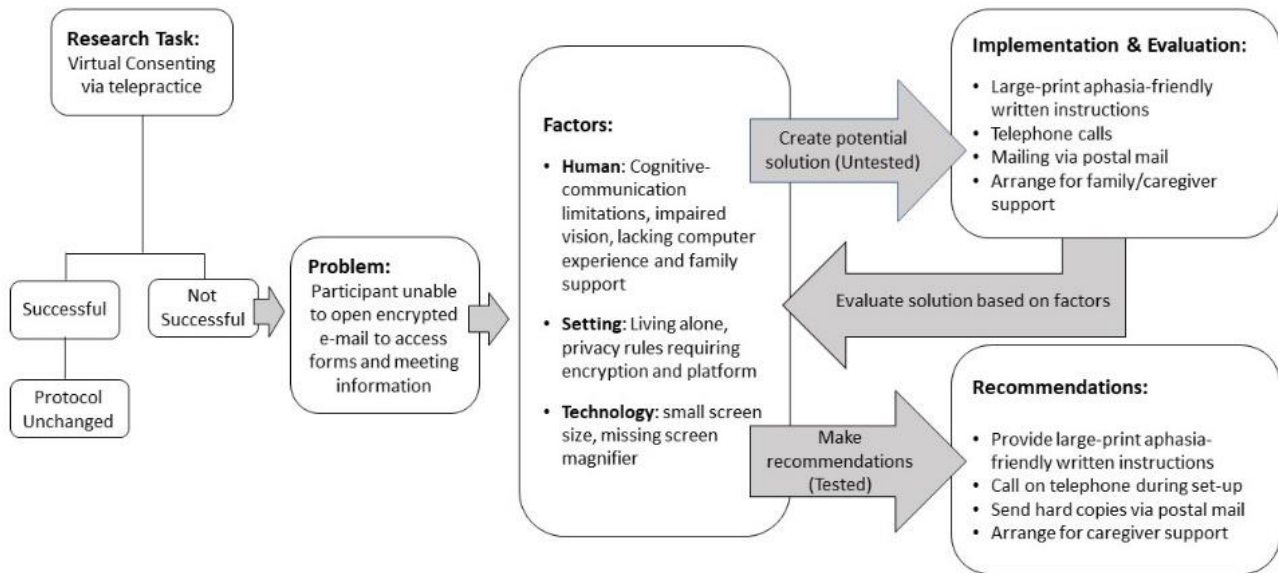 Research Task:
Virtual Consenting
via telepractice
Successful
Not
Successful
Protocol
Unchanged
Problem:
Participant unable
to open encrypted
e-mail to access
forms and meeting
information
Factors:
• Human: Cognitive-
communication
limitations, impaired
vision, lacking computer
experience and family
support
• Setting: Living alone,
privacy rules requiring
encryption and platform
• Technology: small screen
size, missing screen
magnifier
Create potential
solution (Untested)
Implementation & Evaluation:
• Large-print aphasia-friendly
written instructions
• Telephone calls
• Mailing via postal mail
• Arrange for family/caregiver
support
Evaluate solution based on factors
Make
recommendations
(Tested)
Recommendations:
• Provide large-print aphasia-
friendly written instructions
• Call on telephone during set-up
• Send hard copies via postal mail
• Arrange for caregiver support